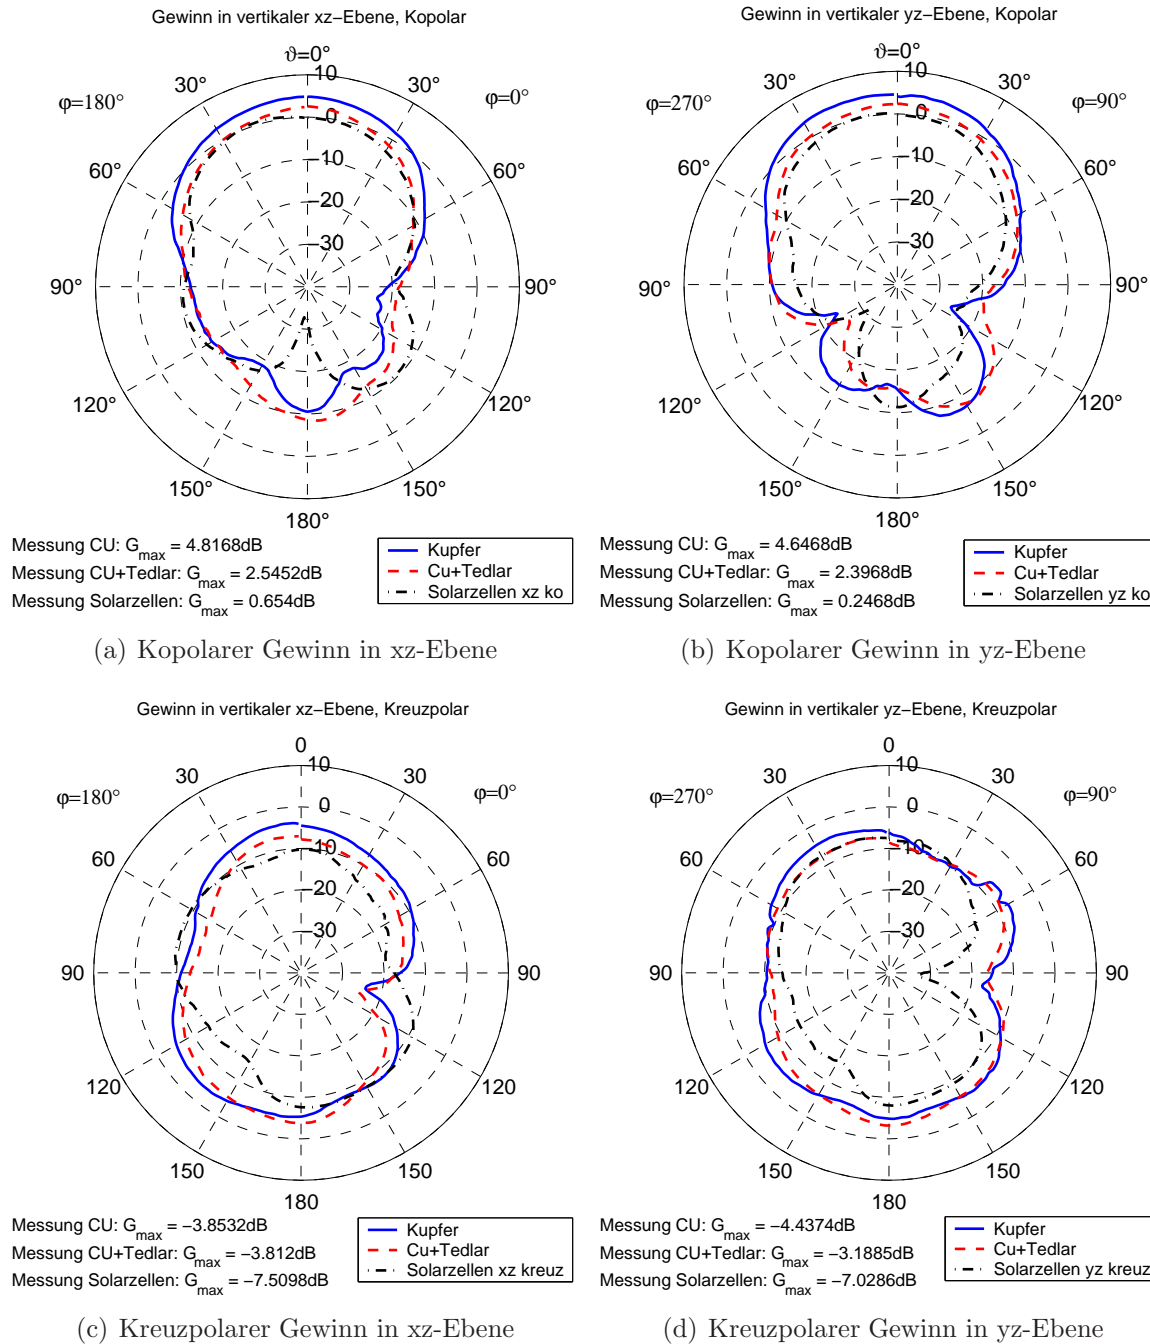 Gewinn in vertikaler xz−Ebene, Kopolar
ϑ=0°
10
30° 30°
φ=180° φ=0°
0
60° 60°
−10
−20
−30
90° 90°
120° 120°
150° 150°
180°
Messung CU: Gmax = 4.8168dB
Messung CU+Tedlar: Gmax = 2.5452dB
Messung Solarzellen: Gmax = 0.654dB
Kupfer
Cu+Tedlar
Solarzellen xz ko
(a) Kopolarer Gewinn in xz-Ebene
Gewinn in vertikaler yz−Ebene, Kopolar
ϑ=0°
10
30° 30°
φ=270° φ=90°
0
60° 60°
−10
−20
−30
90° 90°
120° 120°
150° 150°
180°
Messung CU: Gmax = 4.6468dB
Messung CU+Tedlar: Gmax = 2.3968dB
Messung Solarzellen: Gmax = 0.2468dB
Kupfer
Cu+Tedlar
Solarzellen yz ko
(b) Kopolarer Gewinn in yz-Ebene
Gewinn in vertikaler xz−Ebene, Kreuzpolar
0
10
30 30
φ=180° φ=0°
0
60 60
−10
−20
−30
90 90
120 120
150 150
180
Messung CU: Gmax = −3.8532dB
Messung CU+Tedlar: Gmax = −3.812dB
Messung Solarzellen: Gmax = −7.5098dB
Kupfer
Cu+Tedlar
Solarzellen xz kreuz
(c) Kreuzpolarer Gewinn in xz-Ebene
Gewinn in vertikaler yz−Ebene, Kreuzpolar
0
10
30 30
φ=270° φ=90°
0
60 60
−10
−20
−30
90 90
120 120
150 150
180
Messung CU: Gmax = −4.4374dB
Messung CU+Tedlar: Gmax = −3.1885dB
Messung Solarzellen: Gmax = −7.0286dB
Kupfer
Cu+Tedlar
Solarzellen yz kreuz
(d) Kreuzpolarer Gewinn in yz-Ebene